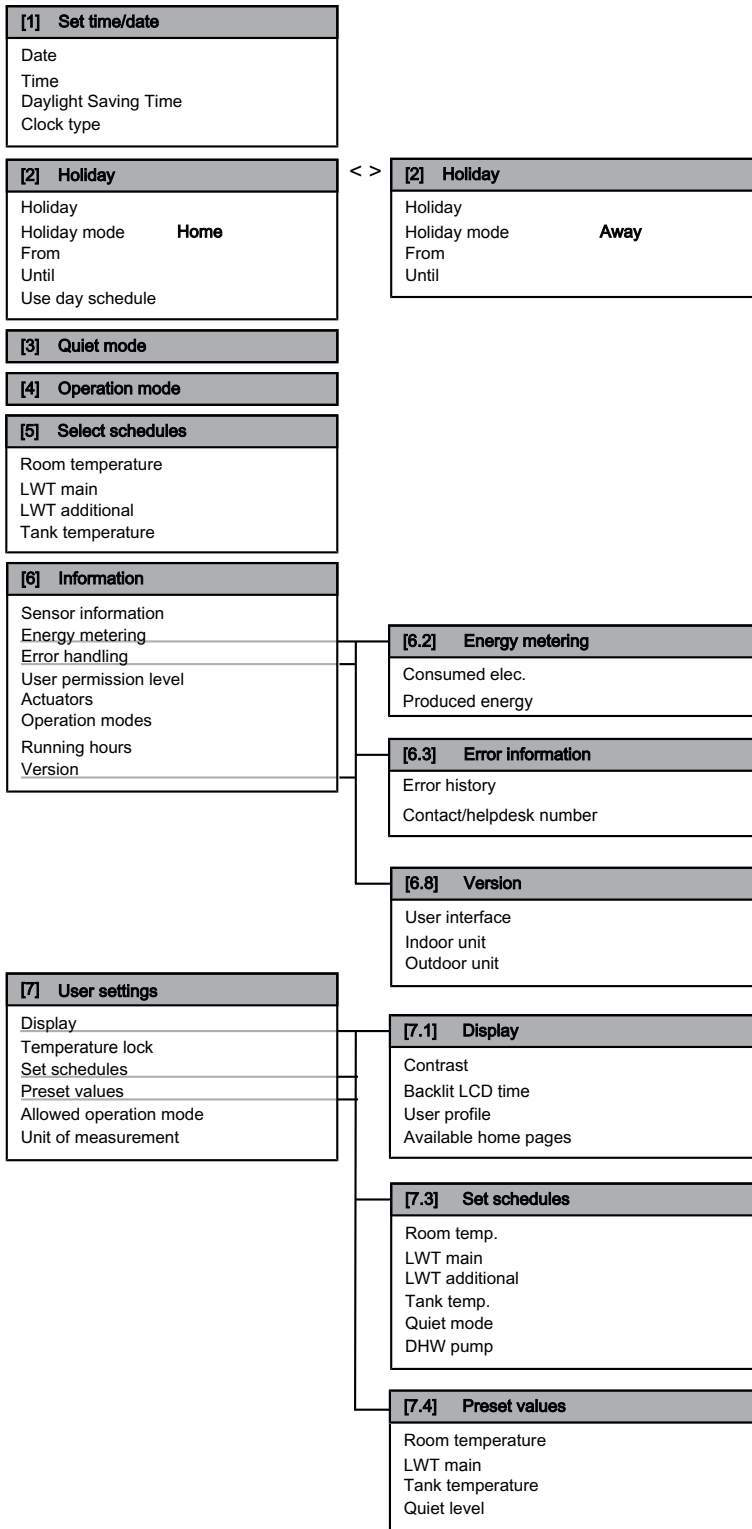 [1] Set time/date
Date
Time
Daylight Saving Time
Clock type
[2] Holiday
Holiday
Holiday mode Home
From
Until
Use day schedule
< >
[2] Holiday
Holiday
Holiday mode Away
From
Until
[3] Quiet mode
[4] Operation mode
[5] Select schedules
Room temperature
LWT main
LWT additional
Tank temperature
[6] Information
Sensor information
Energy metering
Error handling
User permission level
Actuators
Operation modes
Running hours
Version
[6.2] Energy metering
Consumed elec.
Produced energy
[6.3] Error information
Error history
Contact/helpdesk number
[6.8] Version
User interface
Indoor unit
Outdoor unit
[7] User settings
Display
Temperature lock
Set schedules
Preset values
Allowed operation mode
Unit of measurement
[7.1] Display
Contrast
Backlit LCD time
User profile
Available home pages
[7.3] Set schedules
Room temp.
LWT main
LWT additional
Tank temp.
Quiet mode
DHW pump
[7.4] Preset values
Room temperature
LWT main
Tank temperature
Quiet level